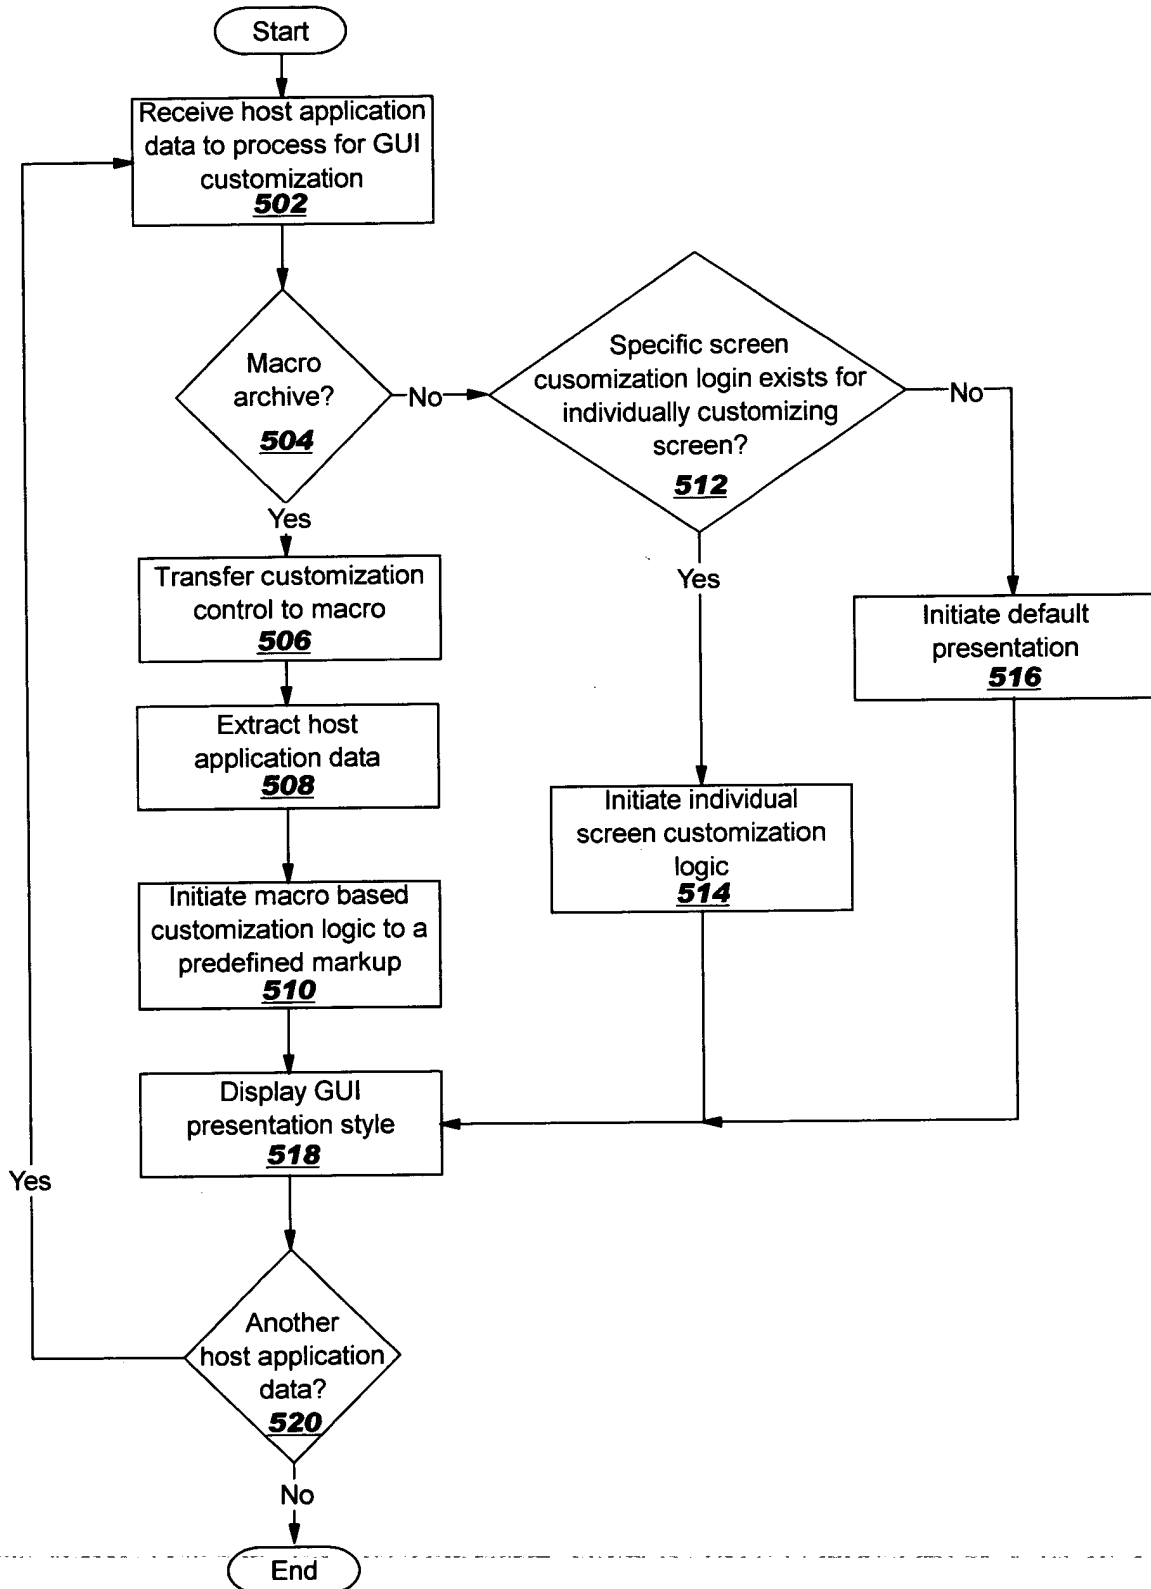 Start
Receive host application
data to process for GUI
customization
502
Macro
archive?
504
No
Specific screen
cusomization login exists for
individually customizing
screen?
512
No
Yes
Yes
Transfer customization
control to macro
506
Initiate default
presentation
516
Extract host
application data
508
Initiate individual
screen customization
logic
514
Initiate macro based
customization logic to a
predefined markup
510
Display GUI
presentation style
518
Yes
Another
host application
data?
520
No
End